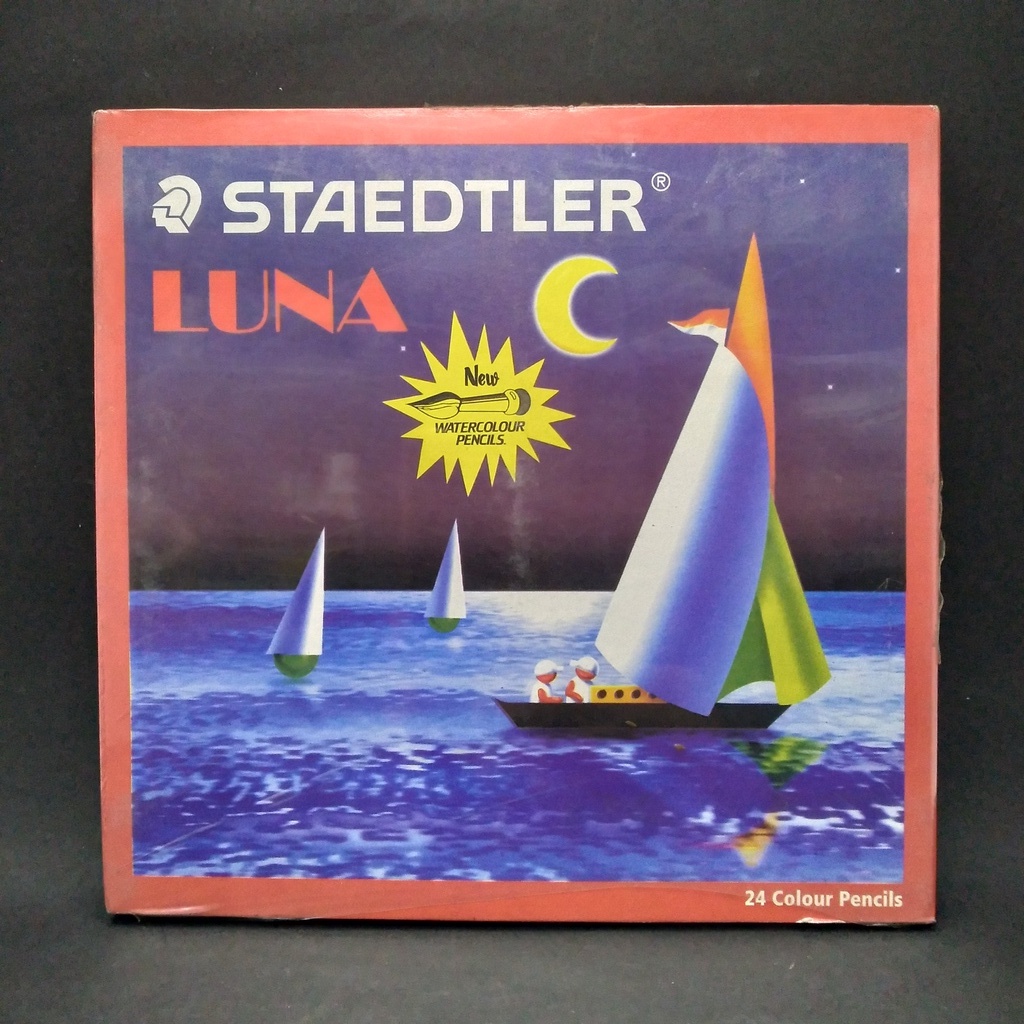 STAEDTLER®
LUNA
New
WATERCOLOUR
PENCILS.
24 Colour Pencils